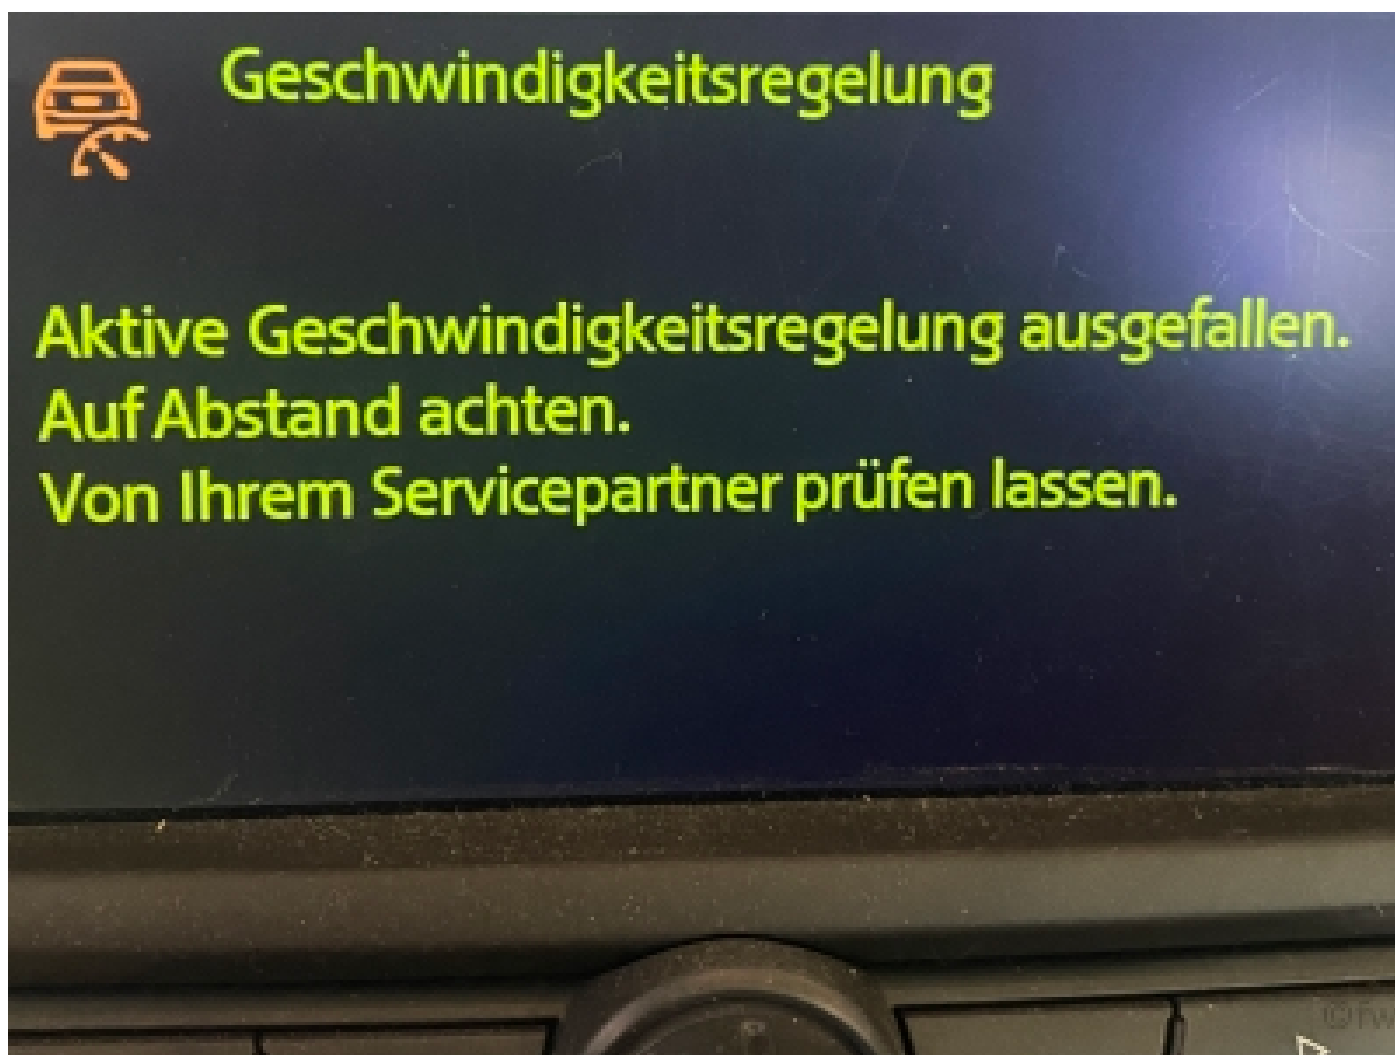 Geschwindigkeitsregelung
Aktive Geschwindigkeitsregelung ausgefallen.
Auf Abstand achten.
Von Ihrem Servicepartner prüfen lassen.